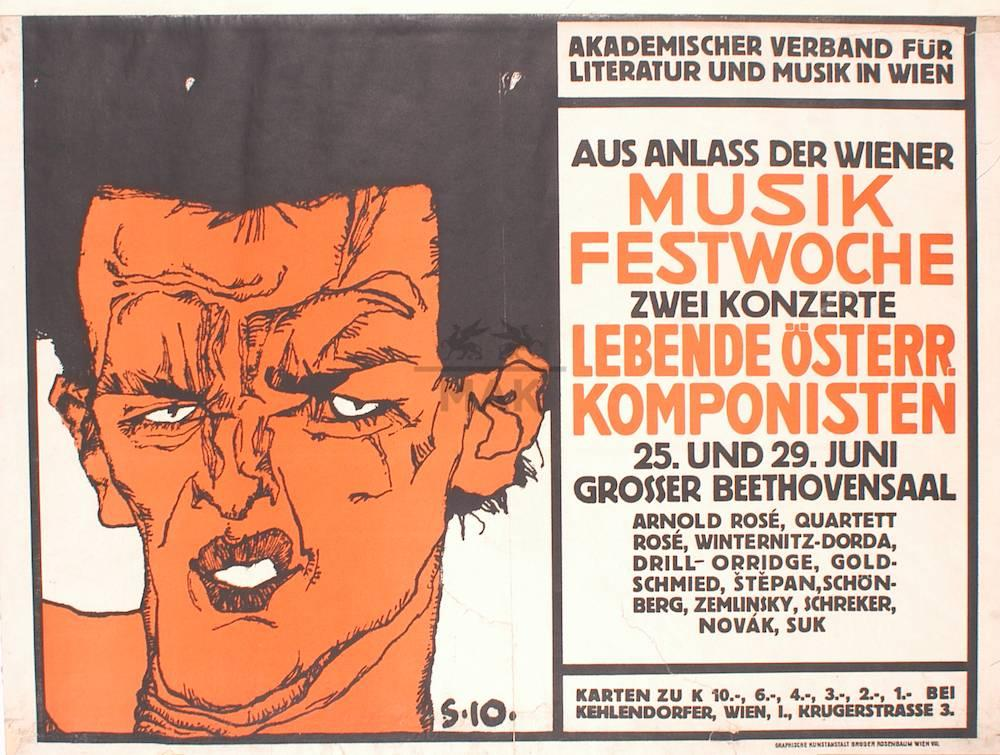 AKADEMISCHER VERBAND FÜR
LITERATUR UND MUSIK IN WIEN
AUS ANLASS DER WIENER
MUSIK
FESTWOCHE
ZWEI KONZERTE
LEBENDE ÖSTERR.
KOMPONISTEN
25. UND 29. JUNI
GROSSER BEETHOVENSAAL
ARNOLD ROSÉ, QUARTETT
ROSÉ, WINTERNITZ-DORDA,
DRILL-ORRIDGE, GOLD-
SCHMIED, ŠTĚPAN, SCHÖN-
BERG, ZEMLINSKY, SCHREKER,
NOVÁK, SUK
KARTEN ZU K 10.-, 6.-, 4.-, 3.-, 2.-, 1.- BEI
KEHLENDORFER, WIEN, I., KRUGERSTRASSE 3.
S.10.
MAK
GRAPHISCHE KUNSTANSTALT BRÜDER ROSENBAUM WIEN VIII.